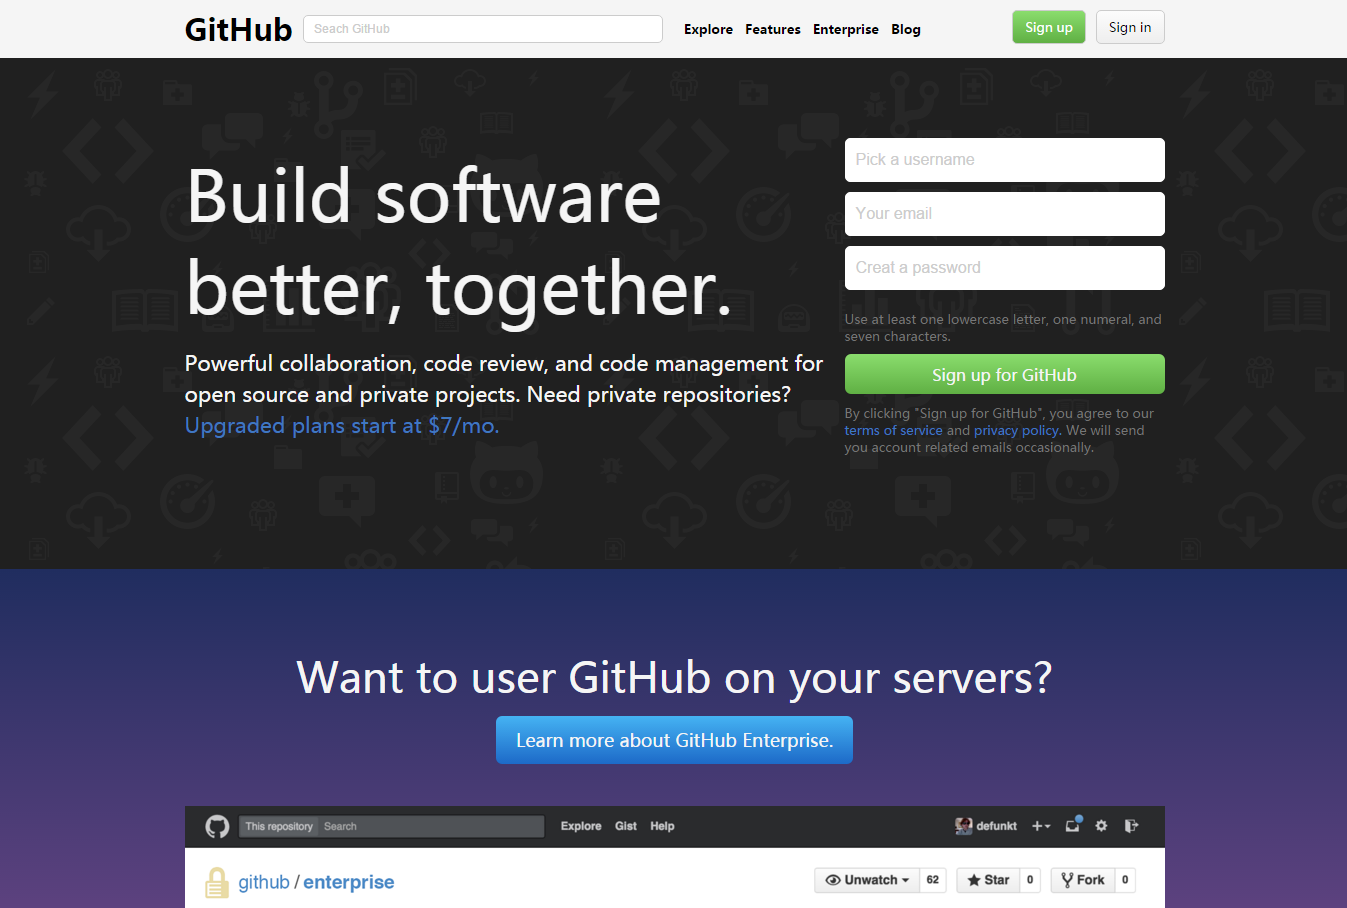 GitHub
Seach GitHub
Explore Features Enterprise Blog
Sign up
Sign in
Build software
better, together.
Powerful collaboration, code review, and code management for
open source and private projects. Need private repositories?
Upgraded plans start at $7/mo.
Pick a username
Your email
Creat a password
Use at least one lowercase letter, one numeral, and
seven characters.
Sign up for GitHub
By clicking "Sign up for GitHub", you agree to our
terms of service and privacy policy. We will send
you account related emails occasionally.
Want to user GitHub on your servers?
Learn more about GitHub Enterprise.
This repository Search Explore Gist Help defunkt
github / enterprise
Unwatch 62 Star 0 Fork 0